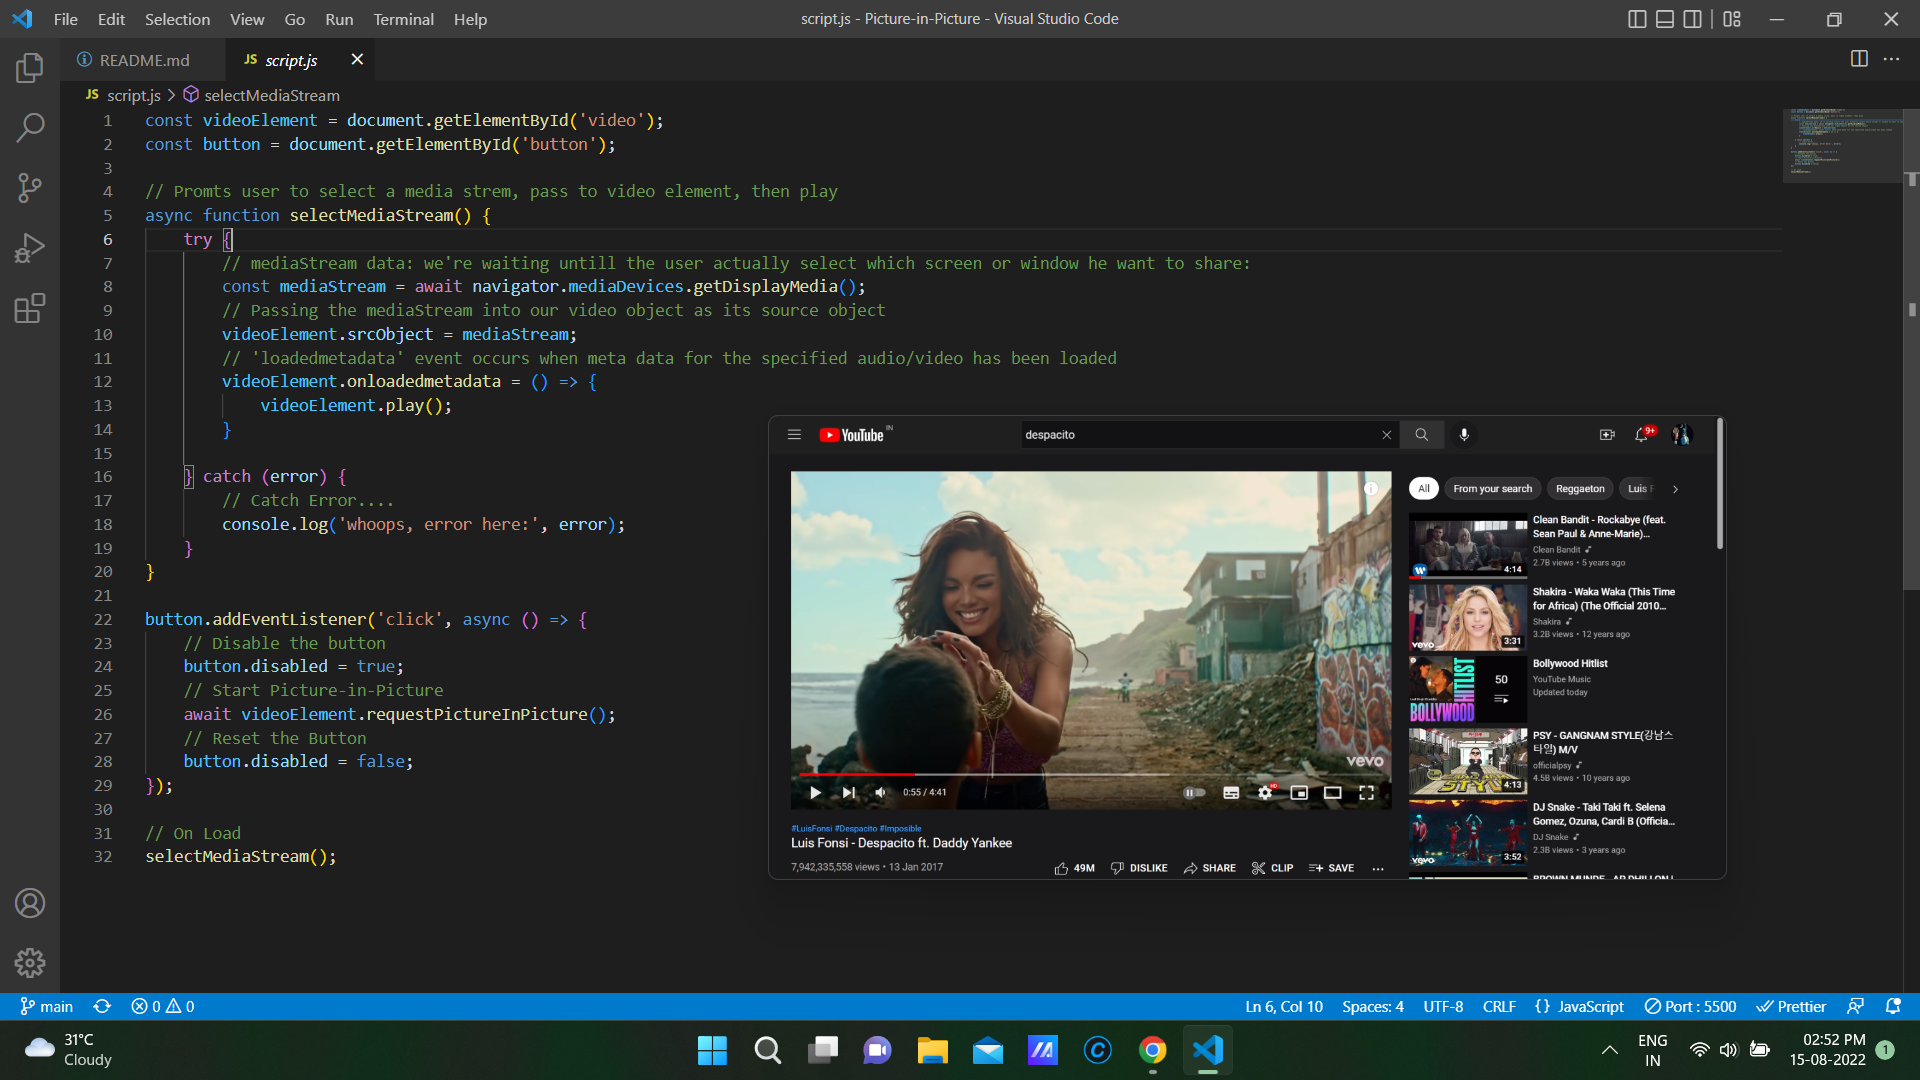 File Edit Selection View Go Run Terminal Help
script.js - Picture-in-Picture - Visual Studio Code
README.md
JS script.js
JS script.js > selectMediaStream
1 const videoElement = document.getElementById('video');
2 const button = document.getElementById('button');
3
4 // Promts user to select a media strem, pass to video element, then play
5 async function selectMediaStream() {
6 try {
7 // mediaStream data: we're waiting untill the user actually select which screen or window he want to share:
8 const mediaStream = await navigator.mediaDevices.getDisplayMedia();
9 // Passing the mediaStream into our video object as its source object
10 videoElement.srcObject = mediaStream;
11 // 'loadedmetadata' event occurs when meta data for the specified audio/video has been loaded
12 videoElement.onloadedmetadata = () => {
13 videoElement.play();
14 }
15
16 } catch (error) {
17 // Catch Error....
18 console.log('whoops, error here:', error);
19 }
20 }
21
22 button.addEventListener('click', async () => {
23 // Disable the button
24 button.disabled = true;
25 // Start Picture-in-Picture
26 await videoElement.requestPictureInPicture();
27 // Reset the Button
28 button.disabled = false;
29 });
30
31 // On Load
32 selectMediaStream();
YouTube IN
despacito
9+
vevo
0:55 / 4:41
HD
#LuisFonsi #Despacito #Imposible
Luis Fonsi - Despacito ft. Daddy Yankee
7,942,335,558 views • 13 Jan 2017
49M DISLIKE SHARE CLIP SAVE
All From your search Reggaeton Luis F
4:14
Clean Bandit - Rockabye (feat.
Sean Paul & Anne-Marie)...
Clean Bandit
2.7B views • 5 years ago
vevo 3:31
Shakira - Waka Waka (This Time
for Africa) (The Official 2010...
Shakira
3.2B views • 12 years ago
BOLLYWOOD
HITLIST
50
Bollywood Hitlist
YouTube Music
Updated today
4:13
PSY - GANGNAM STYLE(강남스
타일) M/V
officialpsy
4.5B views • 10 years ago
vevo 3:52
DJ Snake - Taki Taki ft. Selena
Gomez, Ozuna, Cardi B (Officia...
DJ Snake
2.3B views • 3 years ago
main 0 0
Ln 6, Col 10 Spaces: 4 UTF-8 CRLF {} JavaScript Port : 5500 Prettier
31°C
Cloudy
ENG
IN
02:52 PM
15-08-2022
1